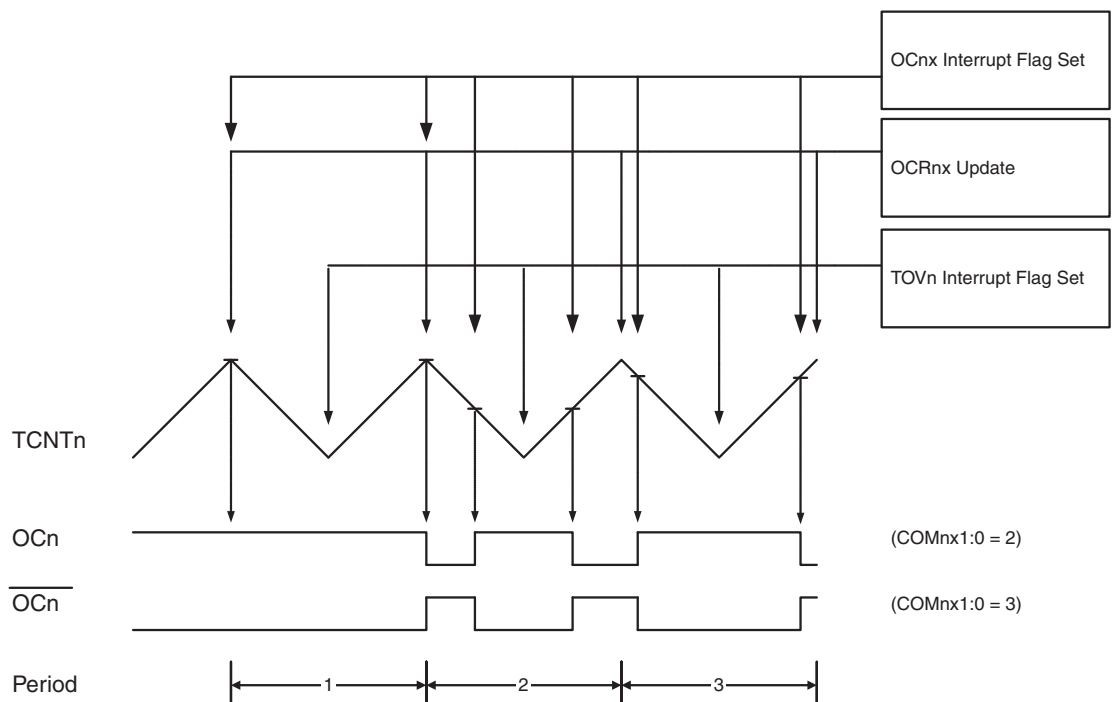 OCnx Interrupt Flag Set
OCRnx Update
TOVn Interrupt Flag Set
TCNTn
OCn
(COMnx1:0 = 2)
OCn
(COMnx1:0 = 3)
Period
1
2
3